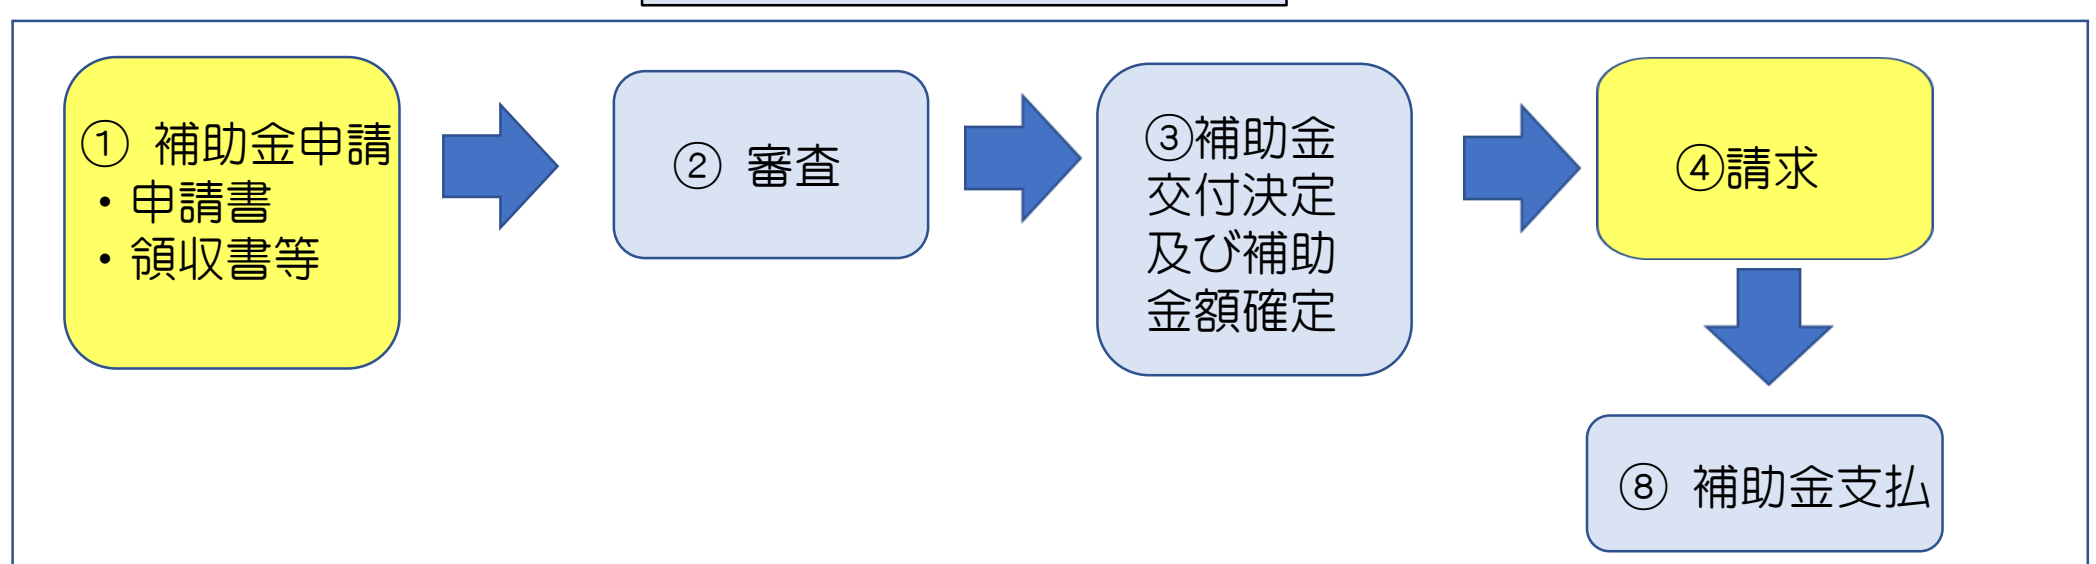 ① 補助金申請
・申請書
・領収書等
② 審査
③補助金
交付決定
及び補助
金額確定
④請求
⑧ 補助金支払